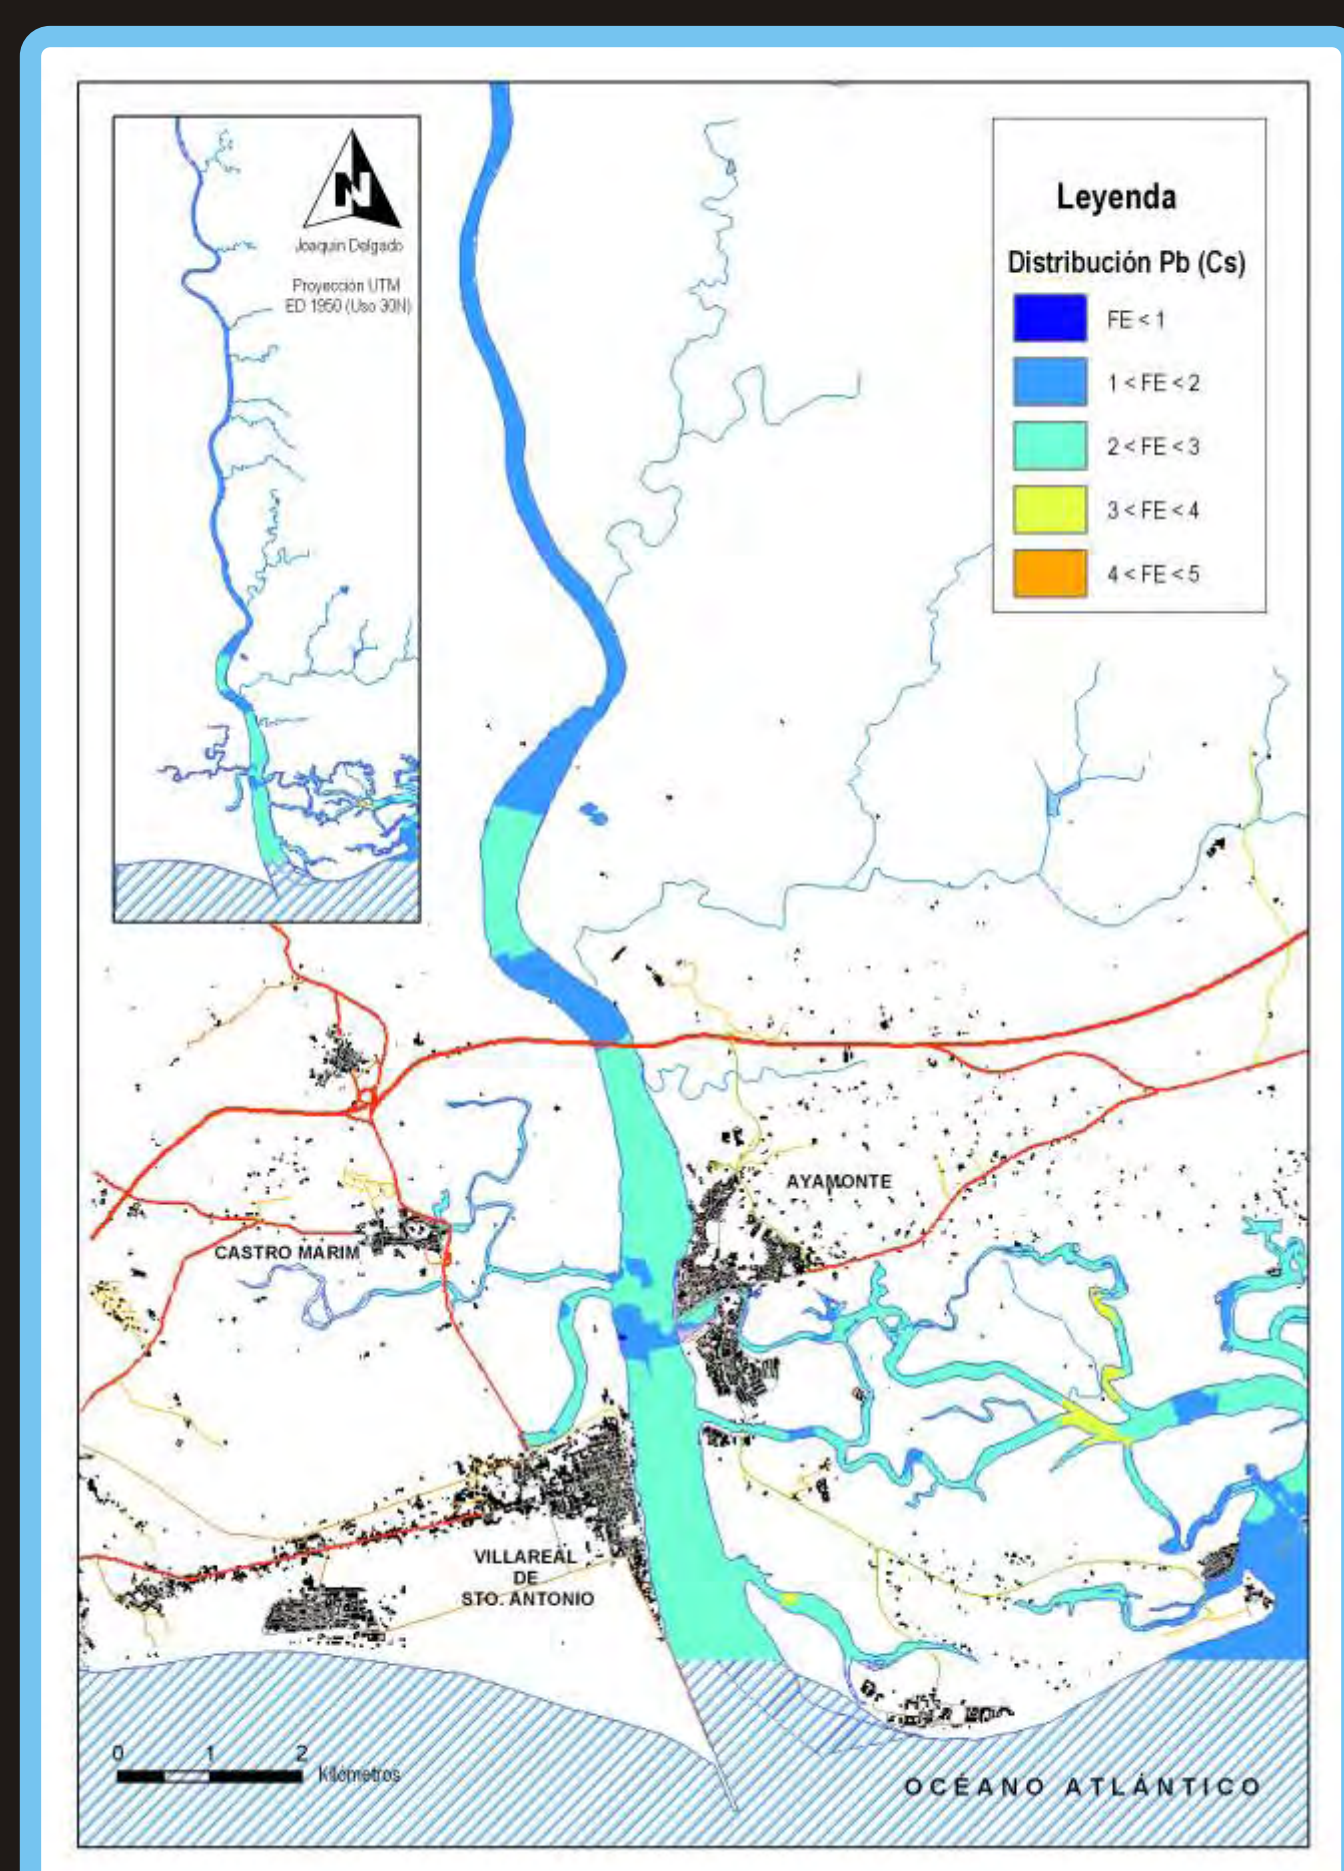 N
Joaquín Delgado
Proyección UTM
ED 1950 (Uso 30N)
Leyenda
Distribución Pb (Cs)
FE < 1
1 < FE < 2
2 < FE < 3
3 < FE < 4
4 < FE < 5
AYAMONTE
CASTRO MARIM
VILLAREAL
DE
STO. ANTONIO
0 1 2
Kilómetros
OCÉANO ATLÁNTICO